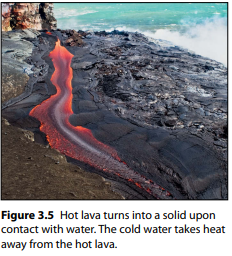 Figure 3.5 Hot lava turns into a solid upon
contact with water. The cold water takes heat
away from the hot lava.